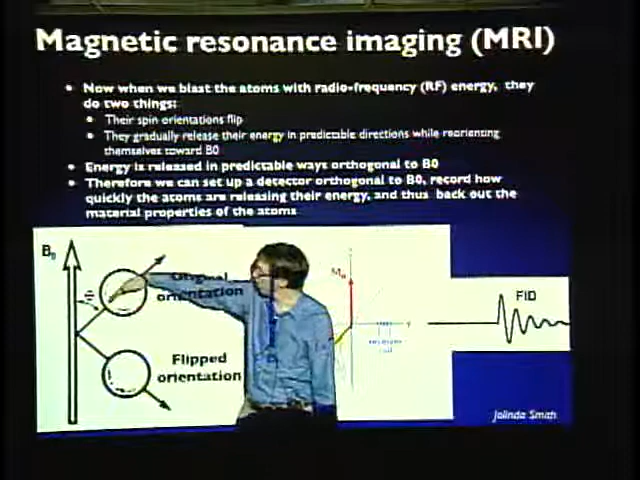 Magnetic resonance imaging (MRI)
• Now when we blast the atoms with radio-frequency (RF) energy, they
do two things:
• Their spin orientations flip
• They gradually release their energy in predictable directions while reorienting
themselves toward B0
• Energy is released in predictable ways orthogonal to B0
• Therefore we can set up a detector orthogonal to B0, record how
quickly the atoms are releasing their energy, and thus back out the
material properties of the atoms
B0
Original
orientation
Flipped
orientation
M0
receiver
coil
FID
Jolinda Smith